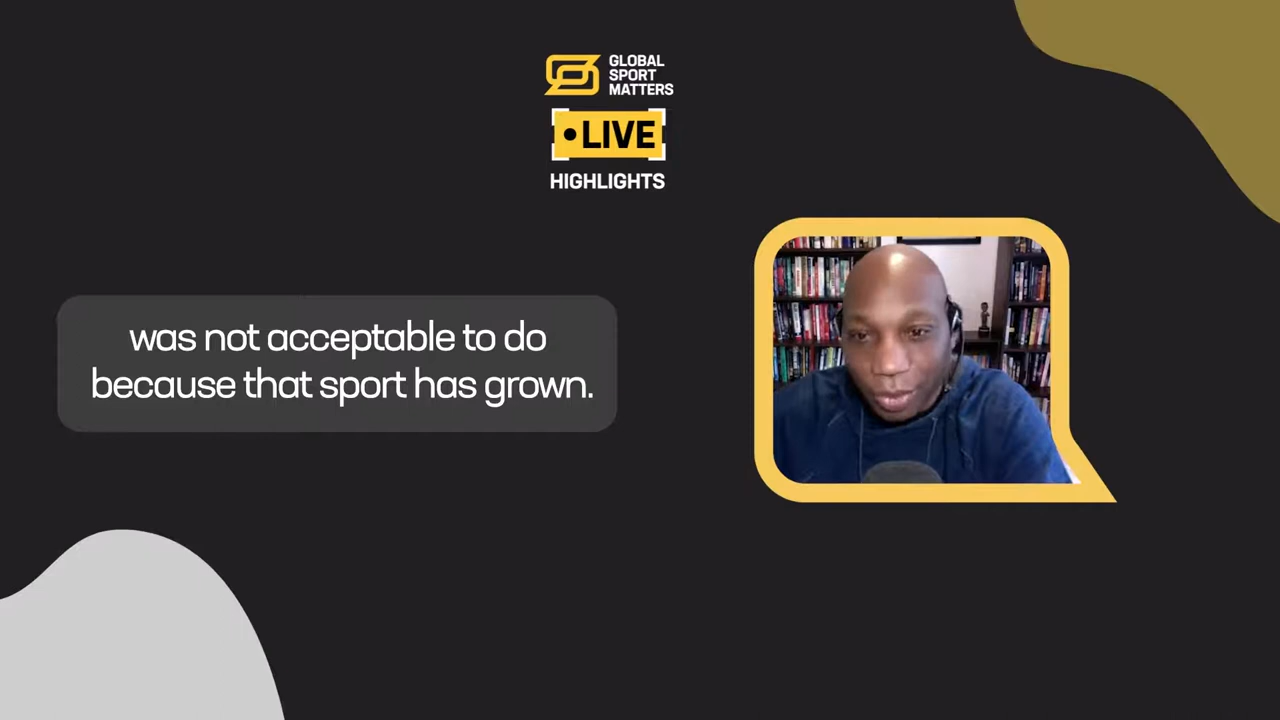 GLOBAL
SPORT
MATTERS
•LIVE
HIGHLIGHTS
was not acceptable to do
because that sport has grown.